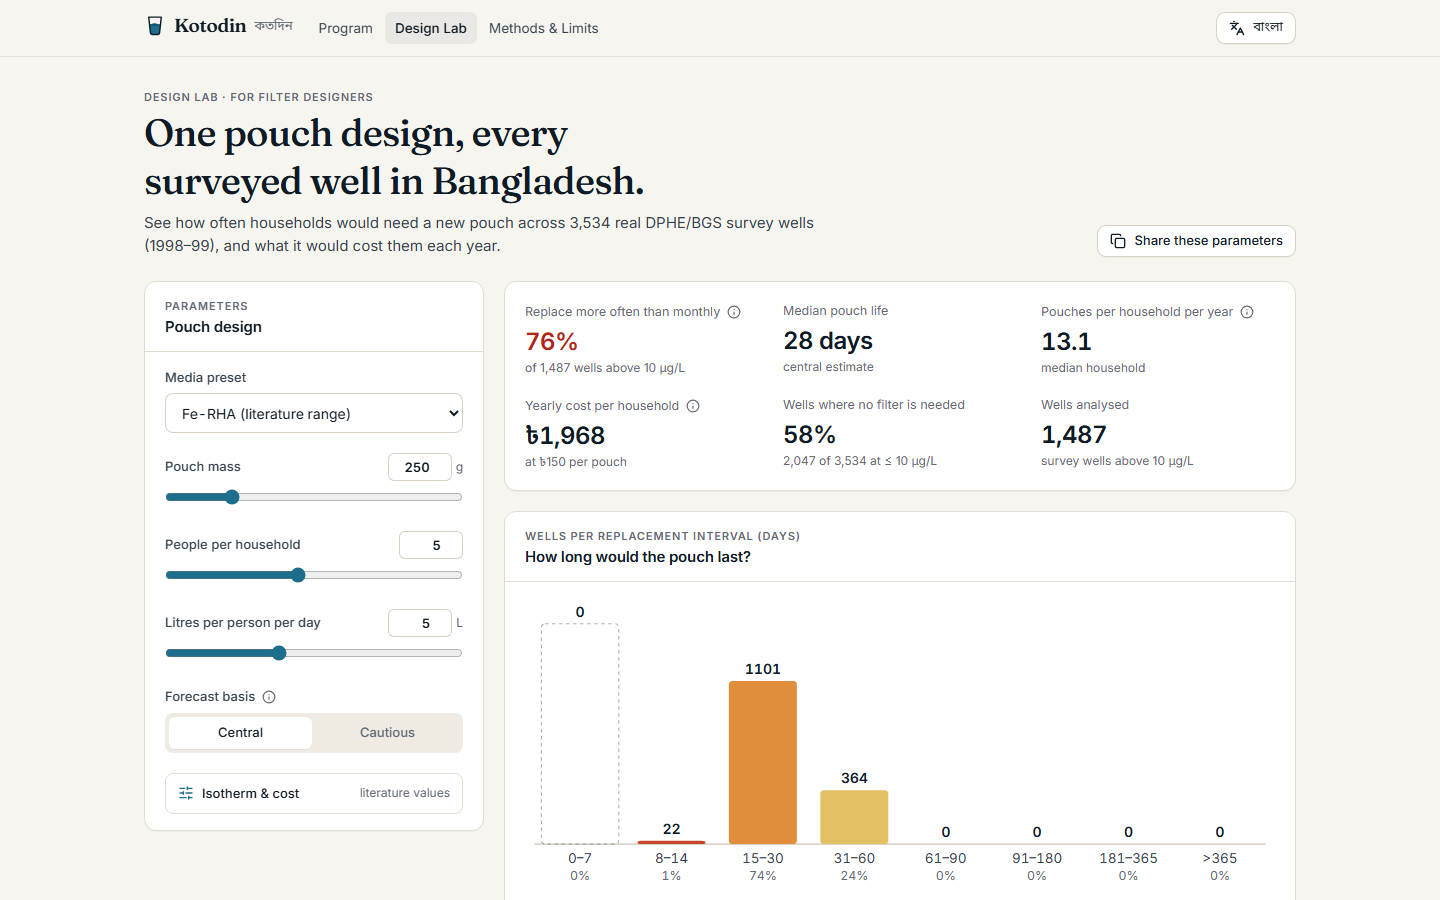 Kotodin কতদিন Program Design Lab Methods & Limits বাংলা
DESIGN LAB · FOR FILTER DESIGNERS
One pouch design, every
surveyed well in Bangladesh.
See how often households would need a new pouch across 3,534 real DPHE/BGS survey wells
(1998–99), and what it would cost them each year.
Share these parameters
PARAMETERS
Pouch design
Media preset
Fe-RHA (literature range)
Pouch mass 250 g
People per household 5
Litres per person per day 5 L
Forecast basis
Central Cautious
Isotherm & cost literature values
Replace more often than monthly
76%
of 1,487 wells above 10 µg/L
Median pouch life
28 days
central estimate
Pouches per household per year
13.1
median household
Yearly cost per household
৳1,968
at ৳150 per pouch
Wells where no filter is needed
58%
2,047 of 3,534 at ≤ 10 µg/L
Wells analysed
1,487
survey wells above 10 µg/L
WELLS PER REPLACEMENT INTERVAL (DAYS)
How long would the pouch last?
0 22 1101 364 0 0 0 0
0–7 8–14 15–30 31–60 61–90 91–180 181–365 >365
0% 1% 74% 24% 0% 0% 0% 0%